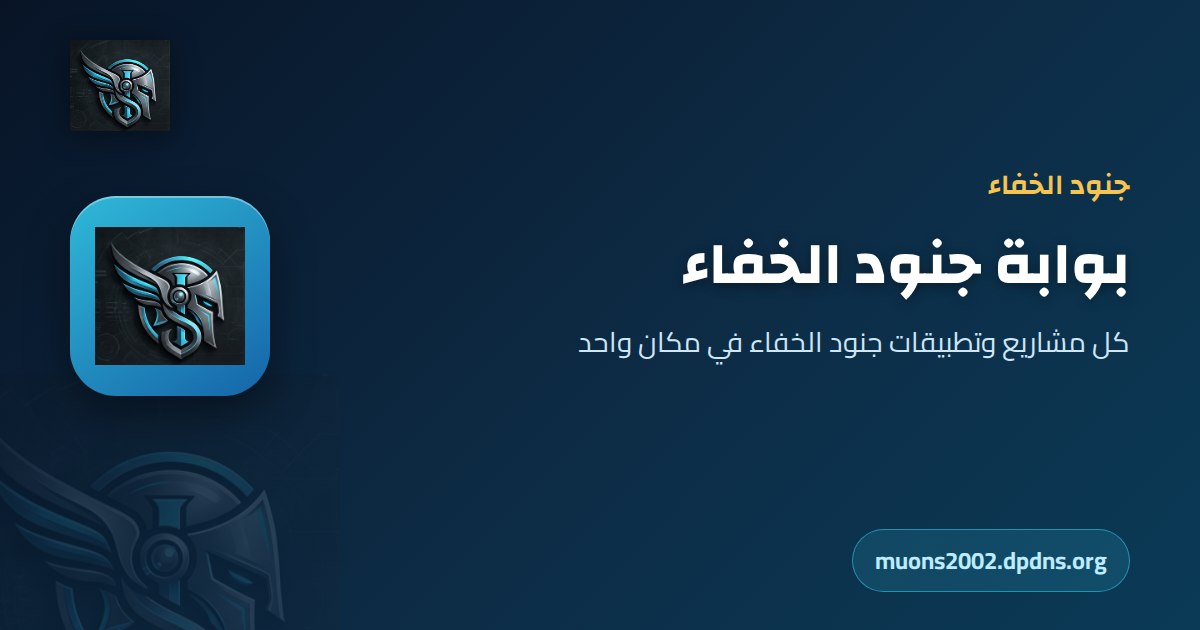 جنود الخفاء
بوابة جنود الخفاء
كل مشاريع وتطبيقات جنود الخفاء في مكان واحد
muons2002.dpdns.org